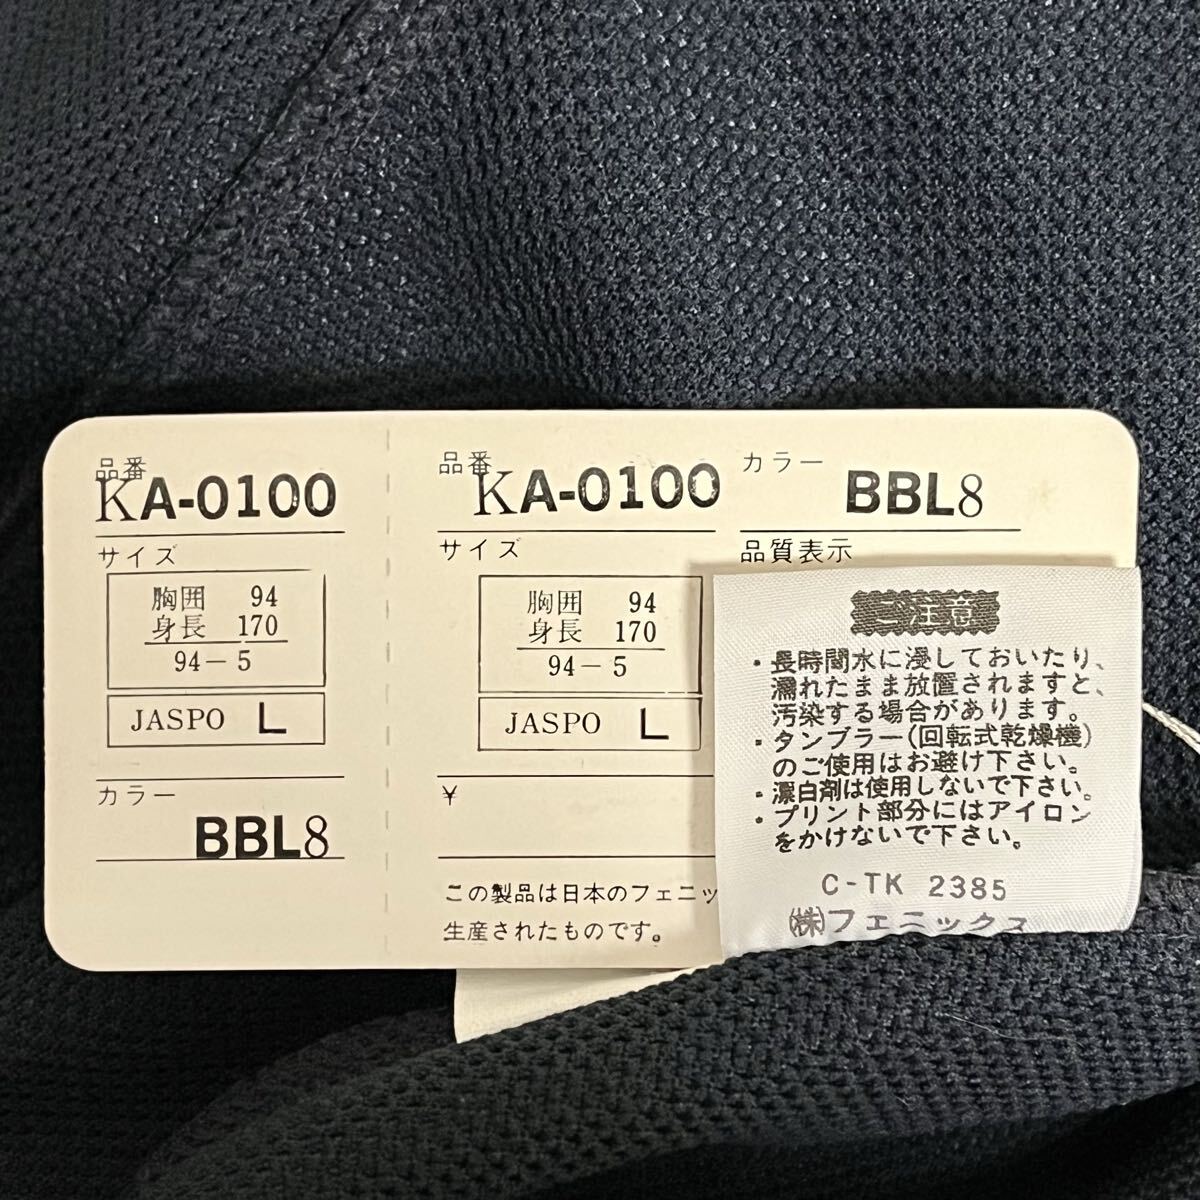 品番
KA-0100
サイズ
胸囲 94
身長 170
94-5
JASPO L
カラー
BBL8
品番
KA-0100
サイズ
胸囲 94
身長 170
94-5
JASPO L
¥
この製品は日本のフェニッ
生産されたものです。
カラー
BBL8
品質表示
ご注意
・長時間水に浸しておいたり、
濡れたまま放置されますと、
汚染する場合があります。
・タンブラー(回転式乾燥機)
のご使用はお避け下さい。
・漂白剤は使用しないで下さい。
・プリント部分にはアイロン
をかけないで下さい。
C-TK 2385
(株)フェニックス